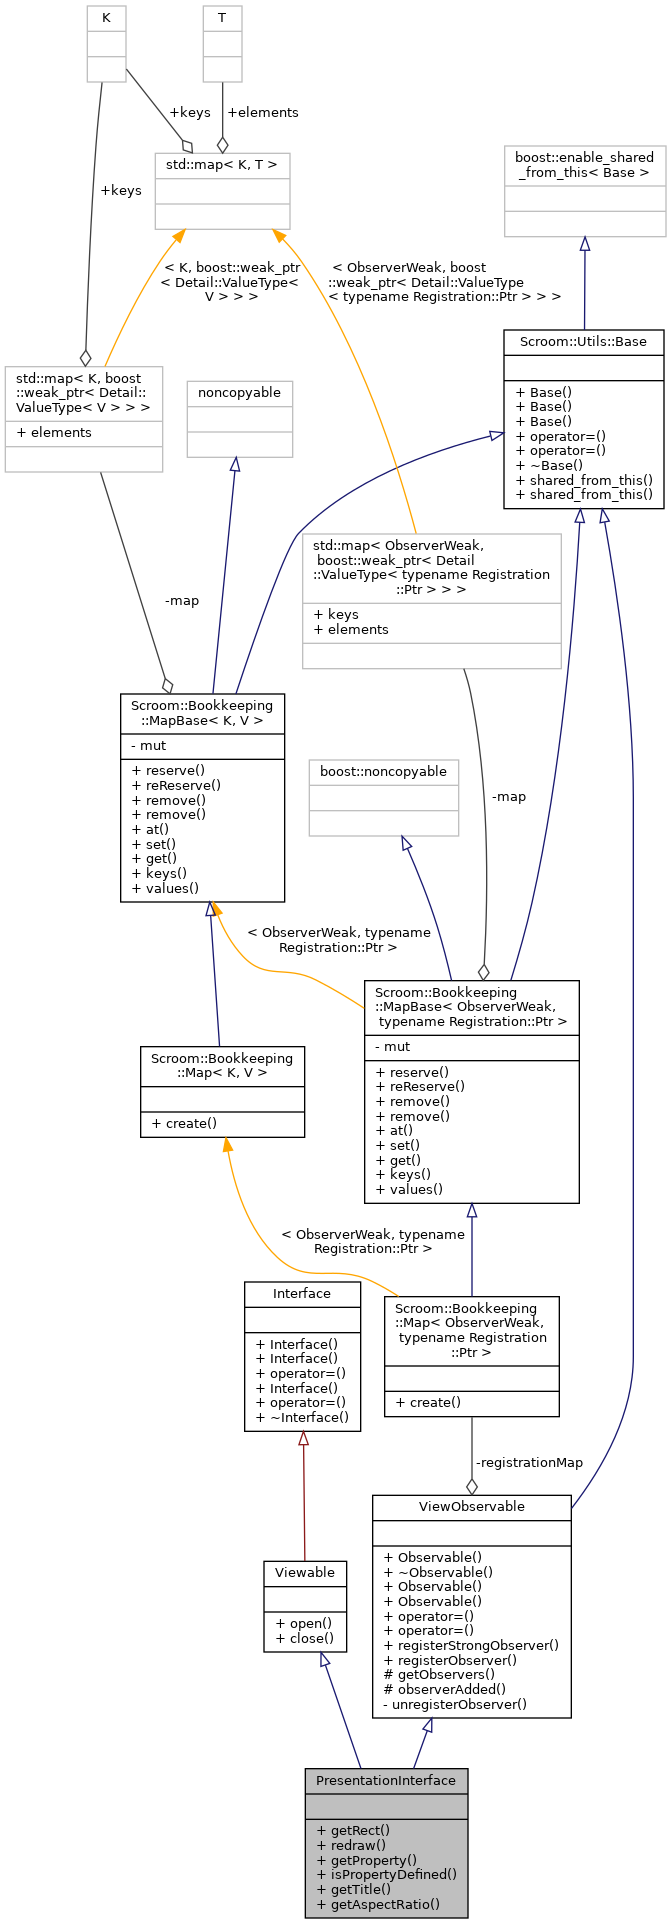 K
T
+keys
+elements
std::map< K, T >
boost::enable_shared
_from_this< Base >
+keys
< K, boost::weak_ptr
< Detail::ValueType<
V > > >
< ObserverWeak, boost
::weak_ptr< Detail::ValueType
< typename Registration::Ptr > > >
Scroom::Utils::Base
+ Base()
+ Base()
+ Base()
+ operator=()
+ operator=()
+ ~Base()
+ shared_from_this()
+ shared_from_this()
std::map< K, boost
::weak_ptr< Detail::
ValueType< V > > >
+ elements
noncopyable
std::map< ObserverWeak,
boost::weak_ptr< Detail
::ValueType< typename Registration
::Ptr > > >
+ keys
+ elements
-map
Scroom::Bookkeeping
::MapBase< K, V >
- mut
+ reserve()
+ reReserve()
+ remove()
+ remove()
+ at()
+ set()
+ get()
+ keys()
+ values()
boost::noncopyable
-map
< ObserverWeak, typename
Registration::Ptr >
Scroom::Bookkeeping
::MapBase< ObserverWeak,
typename Registration::Ptr >
- mut
+ reserve()
+ reReserve()
+ remove()
+ remove()
+ at()
+ set()
+ get()
+ keys()
+ values()
Scroom::Bookkeeping
::Map< K, V >
+ create()
< ObserverWeak, typename
Registration::Ptr >
Interface
+ Interface()
+ Interface()
+ operator=()
+ Interface()
+ operator=()
+ ~Interface()
Scroom::Bookkeeping
::Map< ObserverWeak,
typename Registration
::Ptr >
+ create()
-registrationMap
ViewObservable
+ Observable()
+ ~Observable()
+ Observable()
+ Observable()
+ operator=()
+ operator=()
+ registerStrongObserver()
+ registerObserver()
# getObservers()
# observerAdded()
- unregisterObserver()
Viewable
+ open()
+ close()
PresentationInterface
+ getRect()
+ redraw()
+ getProperty()
+ isPropertyDefined()
+ getTitle()
+ getAspectRatio()